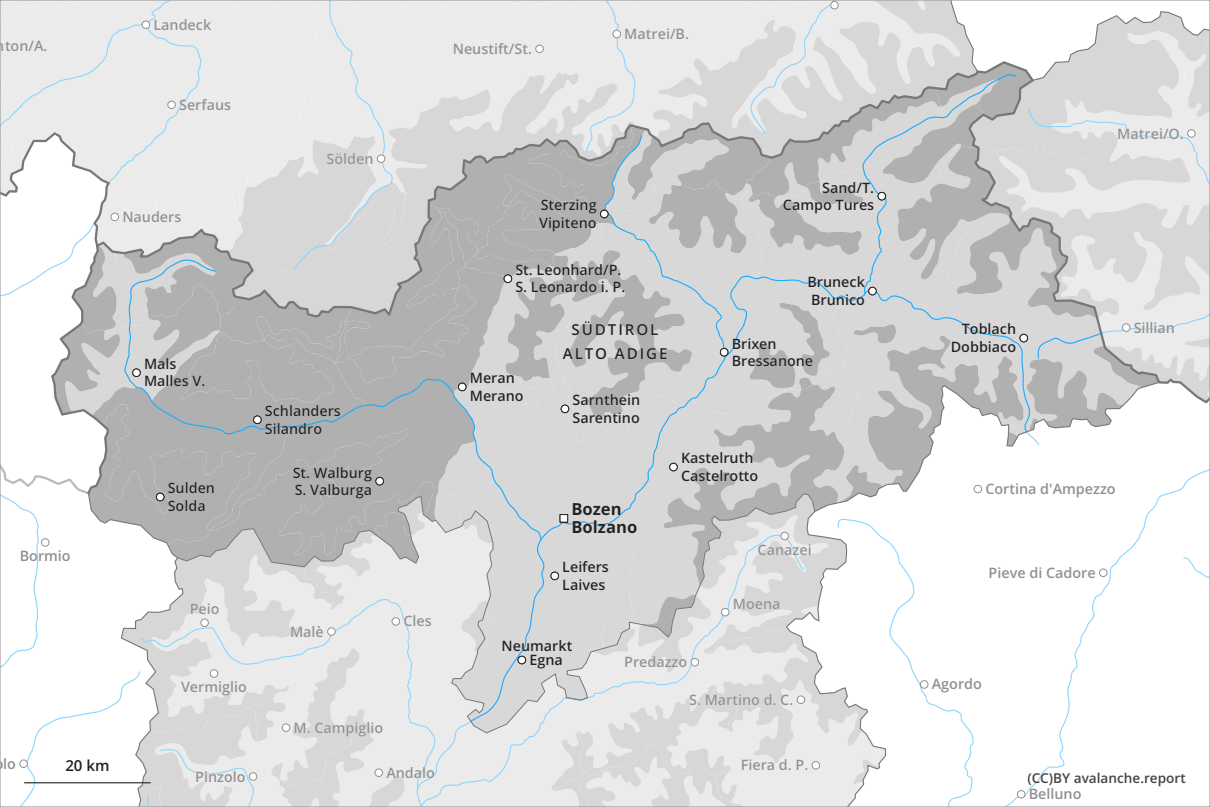 Landeck
nton/A.
Neustift/St.
Matrei/B.
Serfaus
Matrei/O.
Sölden
Nauders
Sand/T.
Campo Tures
Sterzing
Vipiteno
St. Leonhard/P.
S. Leonardo i. P.
Bruneck
Brunico
SÜDTIROL
ALTO ADIGE
Toblach
Dobbiaco
Sillian
Brixen
Bressanone
Mals
Malles V.
Meran
Merano
Sarnthein
Sarentino
Schlanders
Silandro
Kastelruth
Castelrotto
St. Walburg
S. Valburga
Sulden
Solda
Cortina d'Ampezzo
Bozen
Bolzano
Canazei
Bormio
Leifers
Laives
Pieve di Cadore
Peio
Moena
Malè
Cles
Neumarkt
Egna
Predazzo
Vermiglio
Agordo
S. Martino d. C.
M. Campiglio
olo
20 km
Pinzolo
Andalo
Fiera d. P.
(CC)BY avalanche.report
Belluno